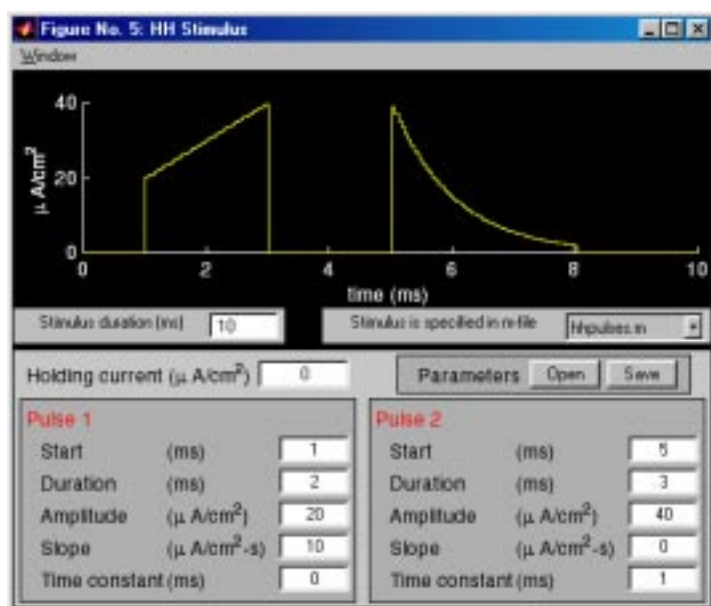 Figure No. 5: HH Stimulus
Window
40
20
0
μ A/cm²
0 2 4 6 8 10
time (ms)
Stimulus duration (ms) 10
Stimulus is specified in m-file hhpulses.m
Holding current (μ A/cm²) 0
Parameters Open Save
Pulse 1
Start (ms) 1
Duration (ms) 2
Amplitude (μ A/cm²) 20
Slope (μ A/cm²-s) 10
Time constant (ms) 0
Pulse 2
Start (ms) 5
Duration (ms) 3
Amplitude (μ A/cm²) 40
Slope (μ A/cm²-s) 0
Time constant (ms) 1